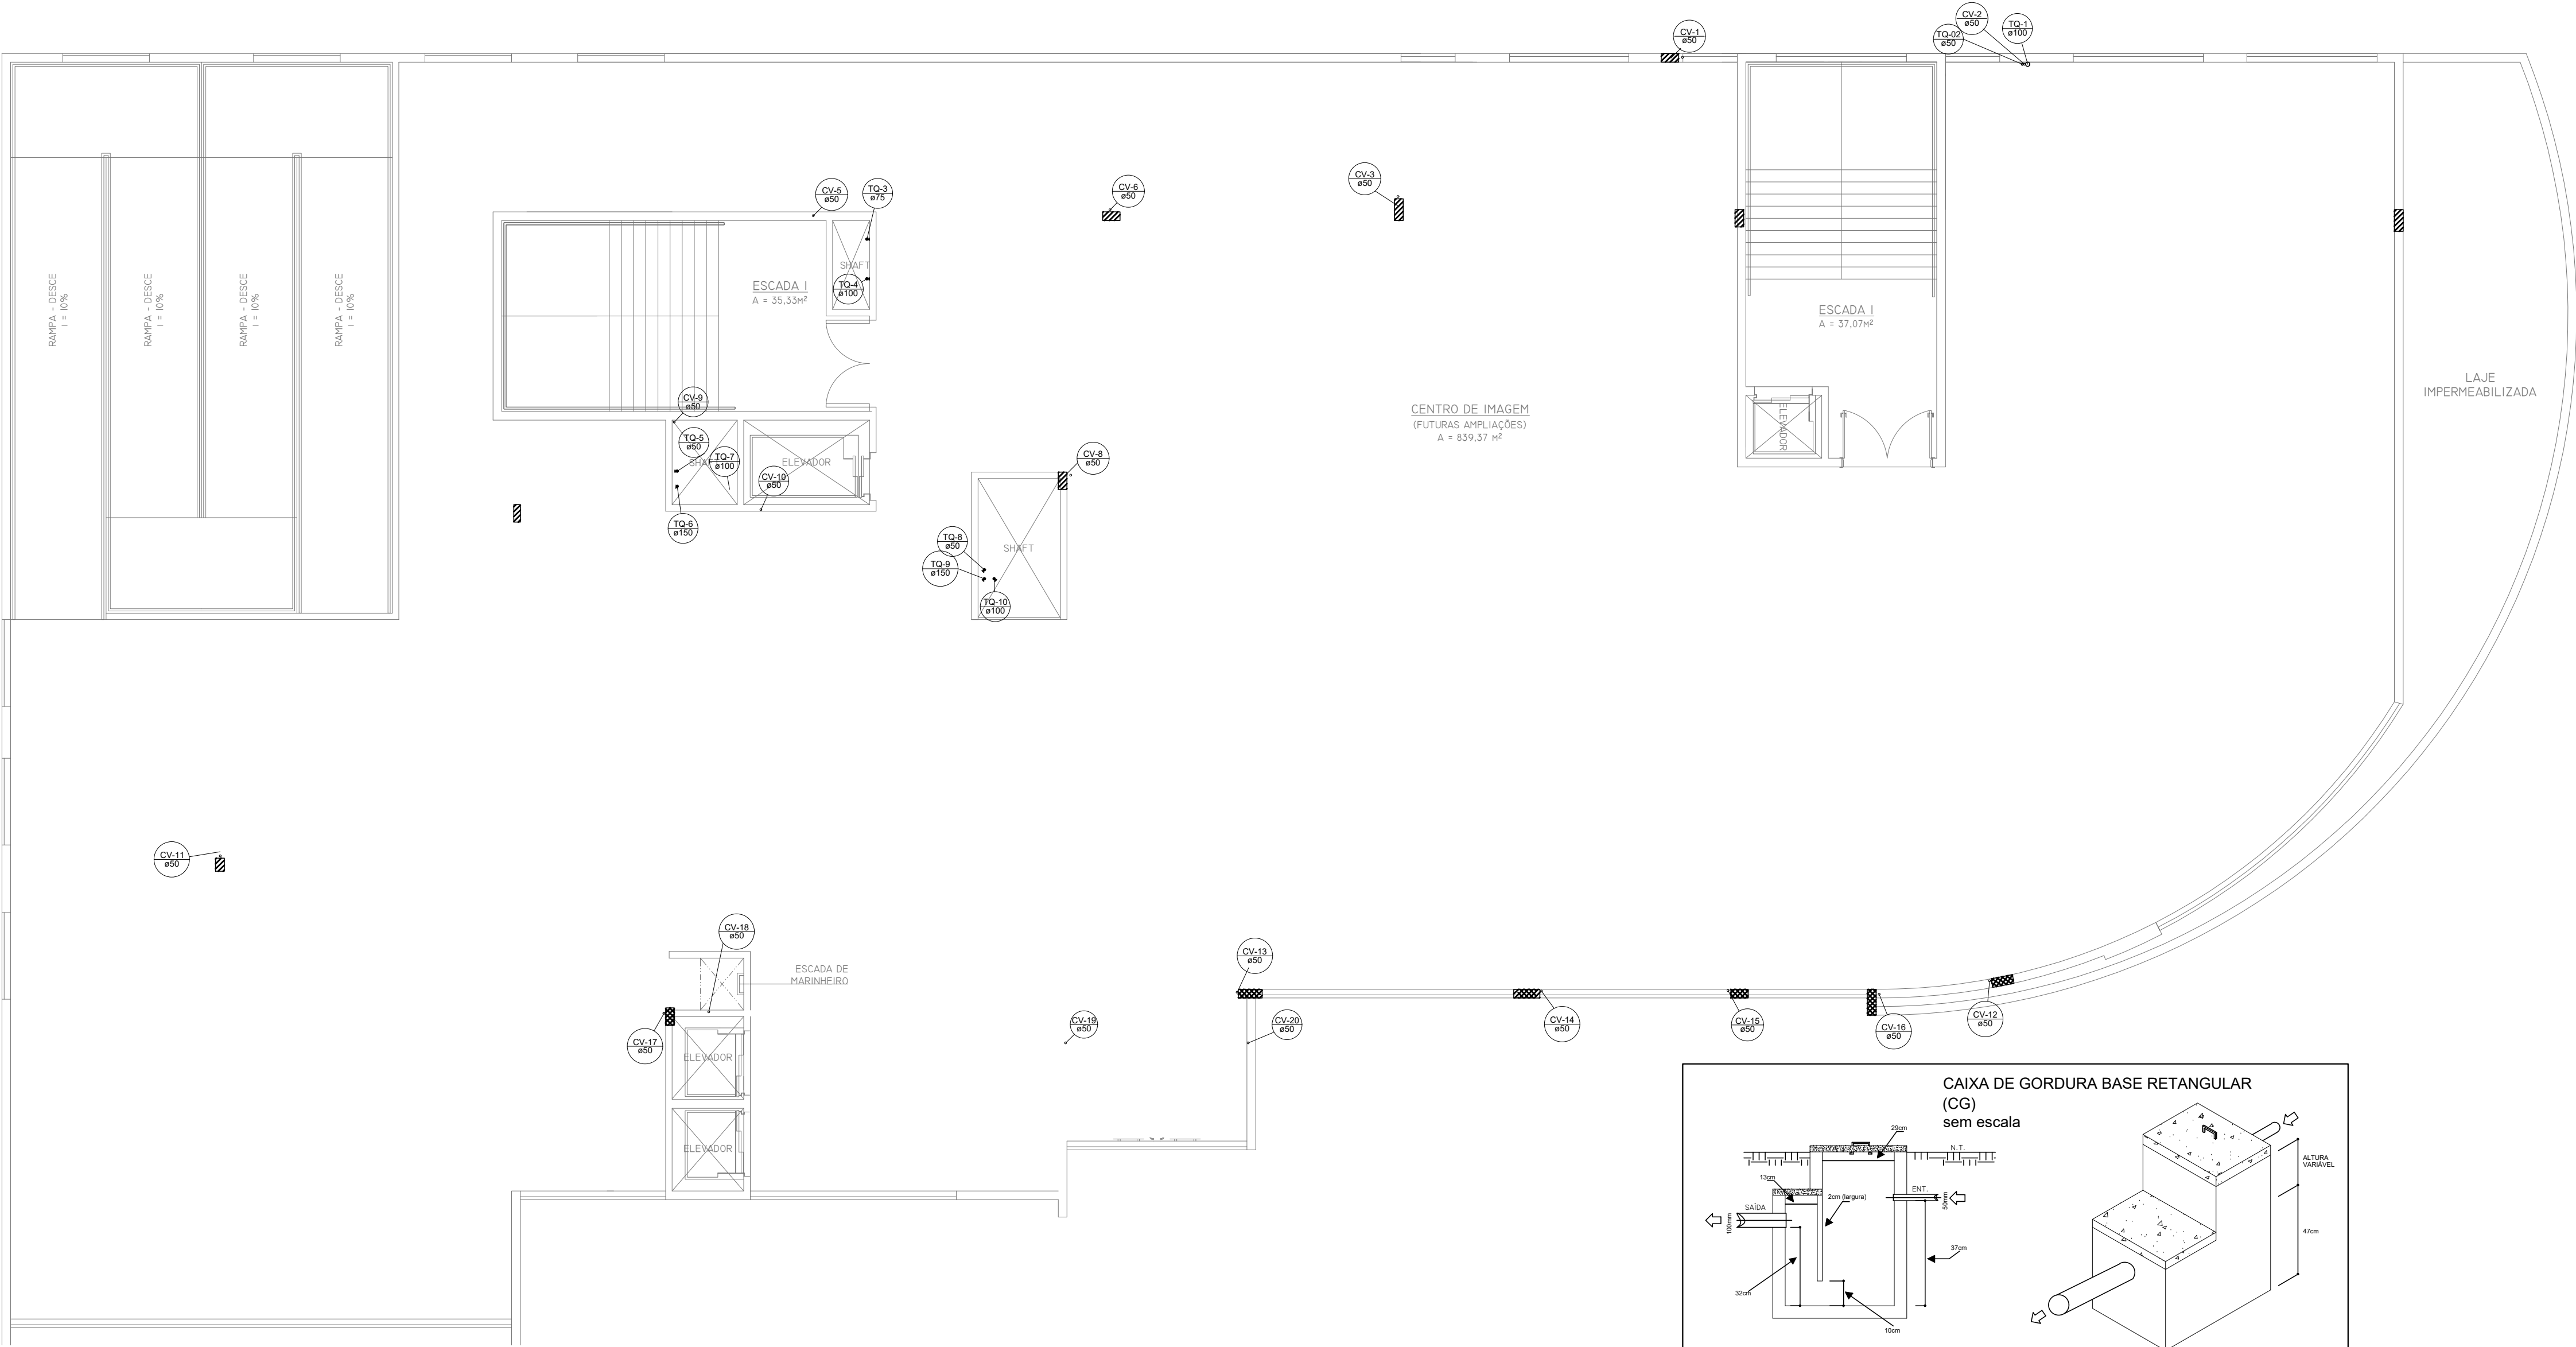 CV-2
ø50
TQ-1
ø100
TQ-02
ø50
CV-1
ø50
CV-3
ø50
CV-6
ø50
CV-5
ø50
TQ-3
ø75
SHAFT
TQ-4
ø100
ESCADA I
A = 35,33M²
RAMPA - DESCE
I = 10%
RAMPA - DESCE
I = 10%
RAMPA - DESCE
I = 10%
RAMPA - DESCE
I = 10%
ESCADA I
A = 37,07M²
LAJE
IMPERMEABILIZADA
CENTRO DE IMAGEM
(FUTURAS AMPLIAÇÕES)
A = 839,37 M²
ELEVADOR
CV-9
ø50
TQ-5
ø50
SHAFT
TQ-7
ø100
ELEVADOR
CV-10
ø50
TQ-6
ø150
CV-8
ø50
TQ-8
ø50
SHAFT
TQ-9
ø150
TQ-10
ø100
CV-11
ø50
CV-18
ø50
ESCADA DE
MARINHEIRO
CV-17
ø50
ELEVADOR
ELEVADOR
CV-13
ø50
CV-19
ø50
CV-20
ø50
CV-14
ø50
CV-15
ø50
CV-16
ø50
CV-12
ø50
CAIXA DE GORDURA BASE RETANGULAR
(CG)
sem escala
29cm
N.T.
13cm
2cm (largura)
ENT.
50mm
SAÍDA
100mm
37cm
32cm
10cm
ALTURA
VARIÁVEL
47cm